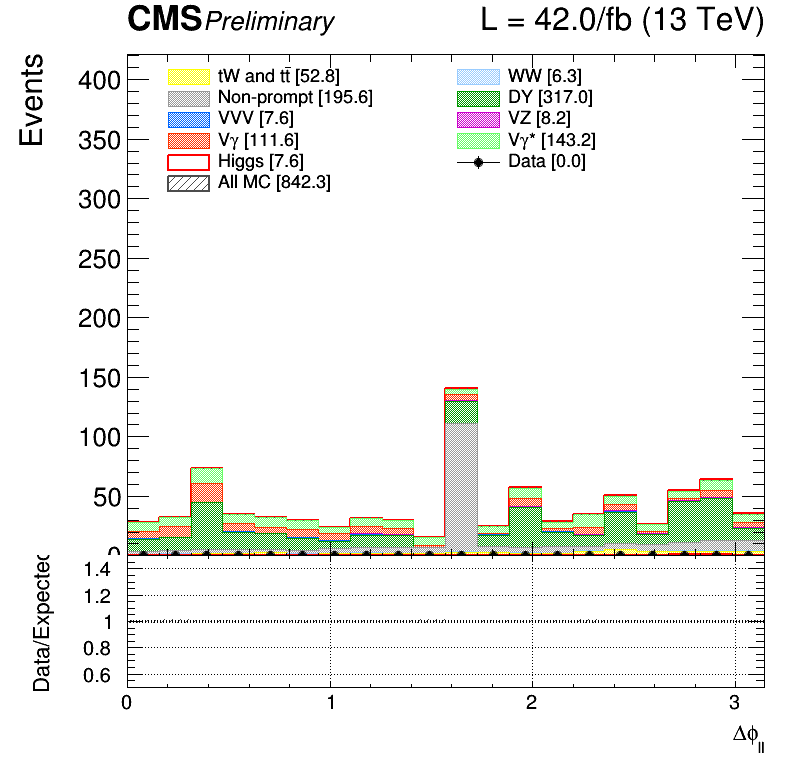 CMS Preliminary L = 42.0/fb (13 TeV)
Events
400
350
300
250
200
150
100
50
0
tW and tt̄ [52.8]
Non-prompt [195.6]
VVV [7.6]
Vγ [111.6]
Higgs [7.6]
All MC [842.3]
WW [6.3]
DY [317.0]
VZ [8.2]
Vγ* [143.2]
Data [0.0]
Data/Expected
1.4
1.2
1
0.8
0.6
0 1 2 3
Δϕll